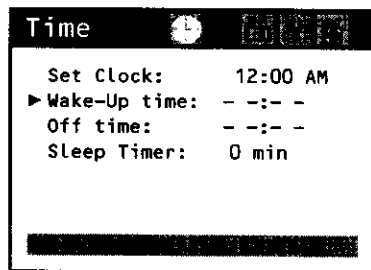 Time
Set Clock: 12:00 AM
►Wake-Up time: - -:- -
Off time: - -:- -
Sleep Timer: 0 min